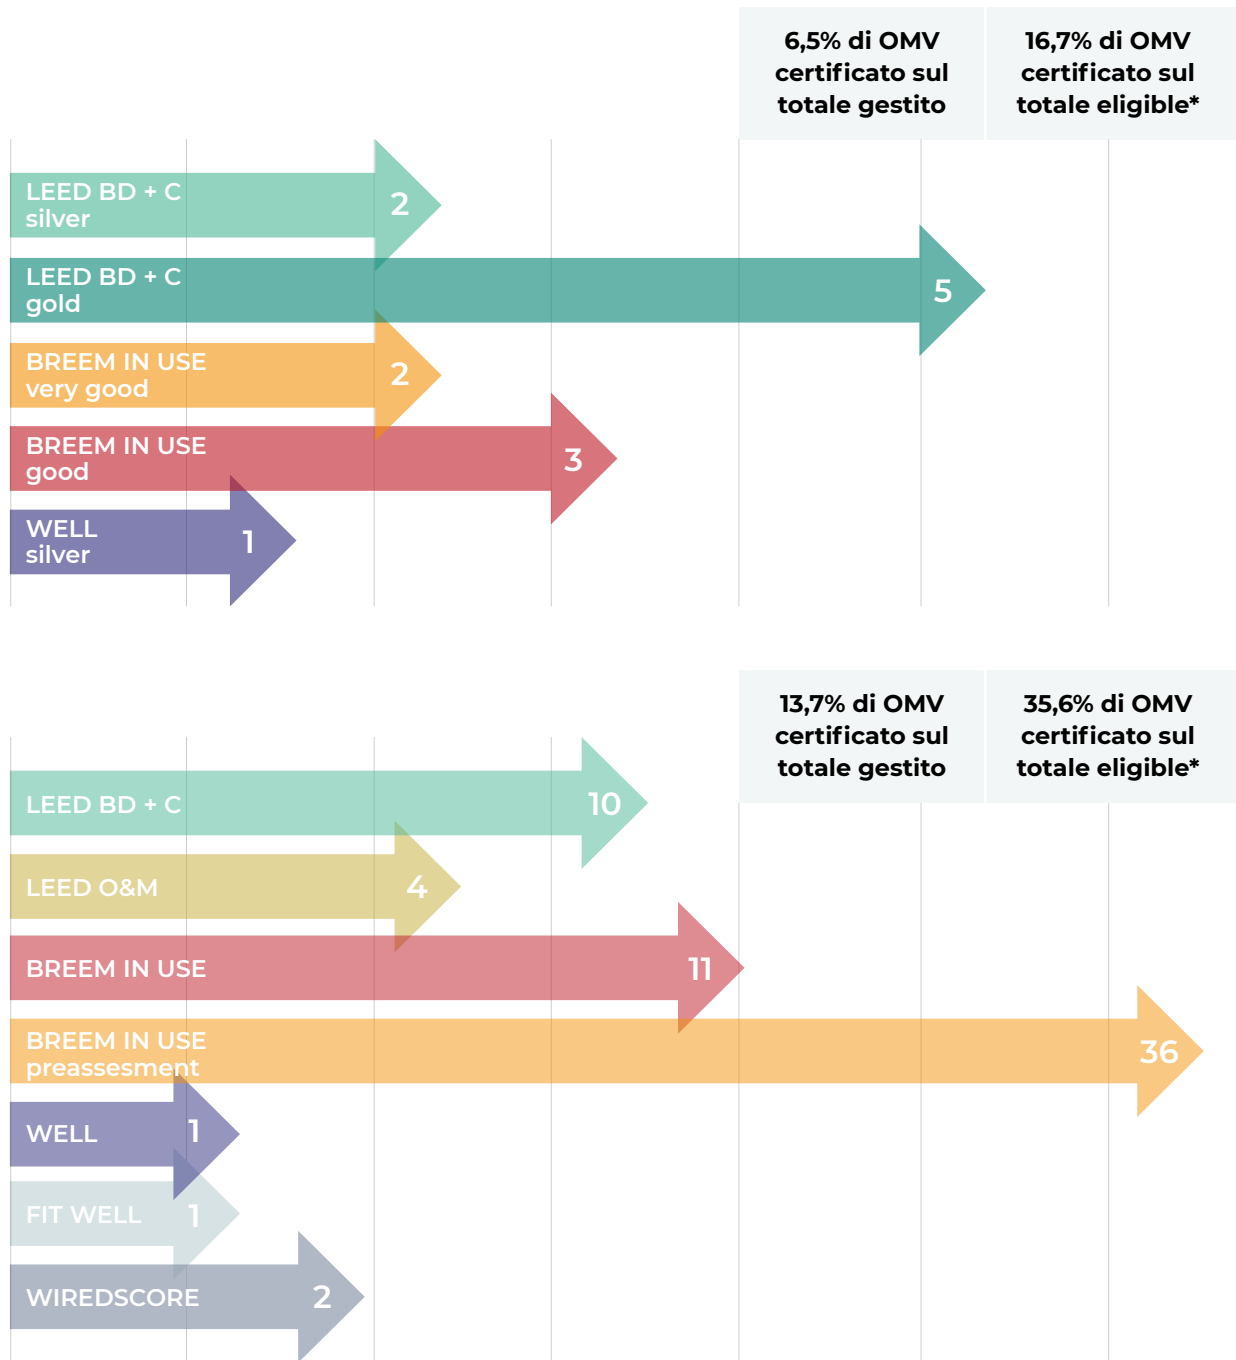 6,5% di OMV
certificato sul
totale gestito
16,7% di OMV
certificato sul
totale eligible*
LEED BD + C
silver
2
LEED BD + C
gold
5
BREEM IN USE
very good
2
BREEM IN USE
good
3
WELL
silver
1
13,7% di OMV
certificato sul
totale gestito
35,6% di OMV
certificato sul
totale eligible*
LEED BD + C
10
LEED O&M
4
BREEM IN USE
11
BREEM IN USE
preassesment
36
WELL
1
FIT WELL
1
WIREDSCORE
2